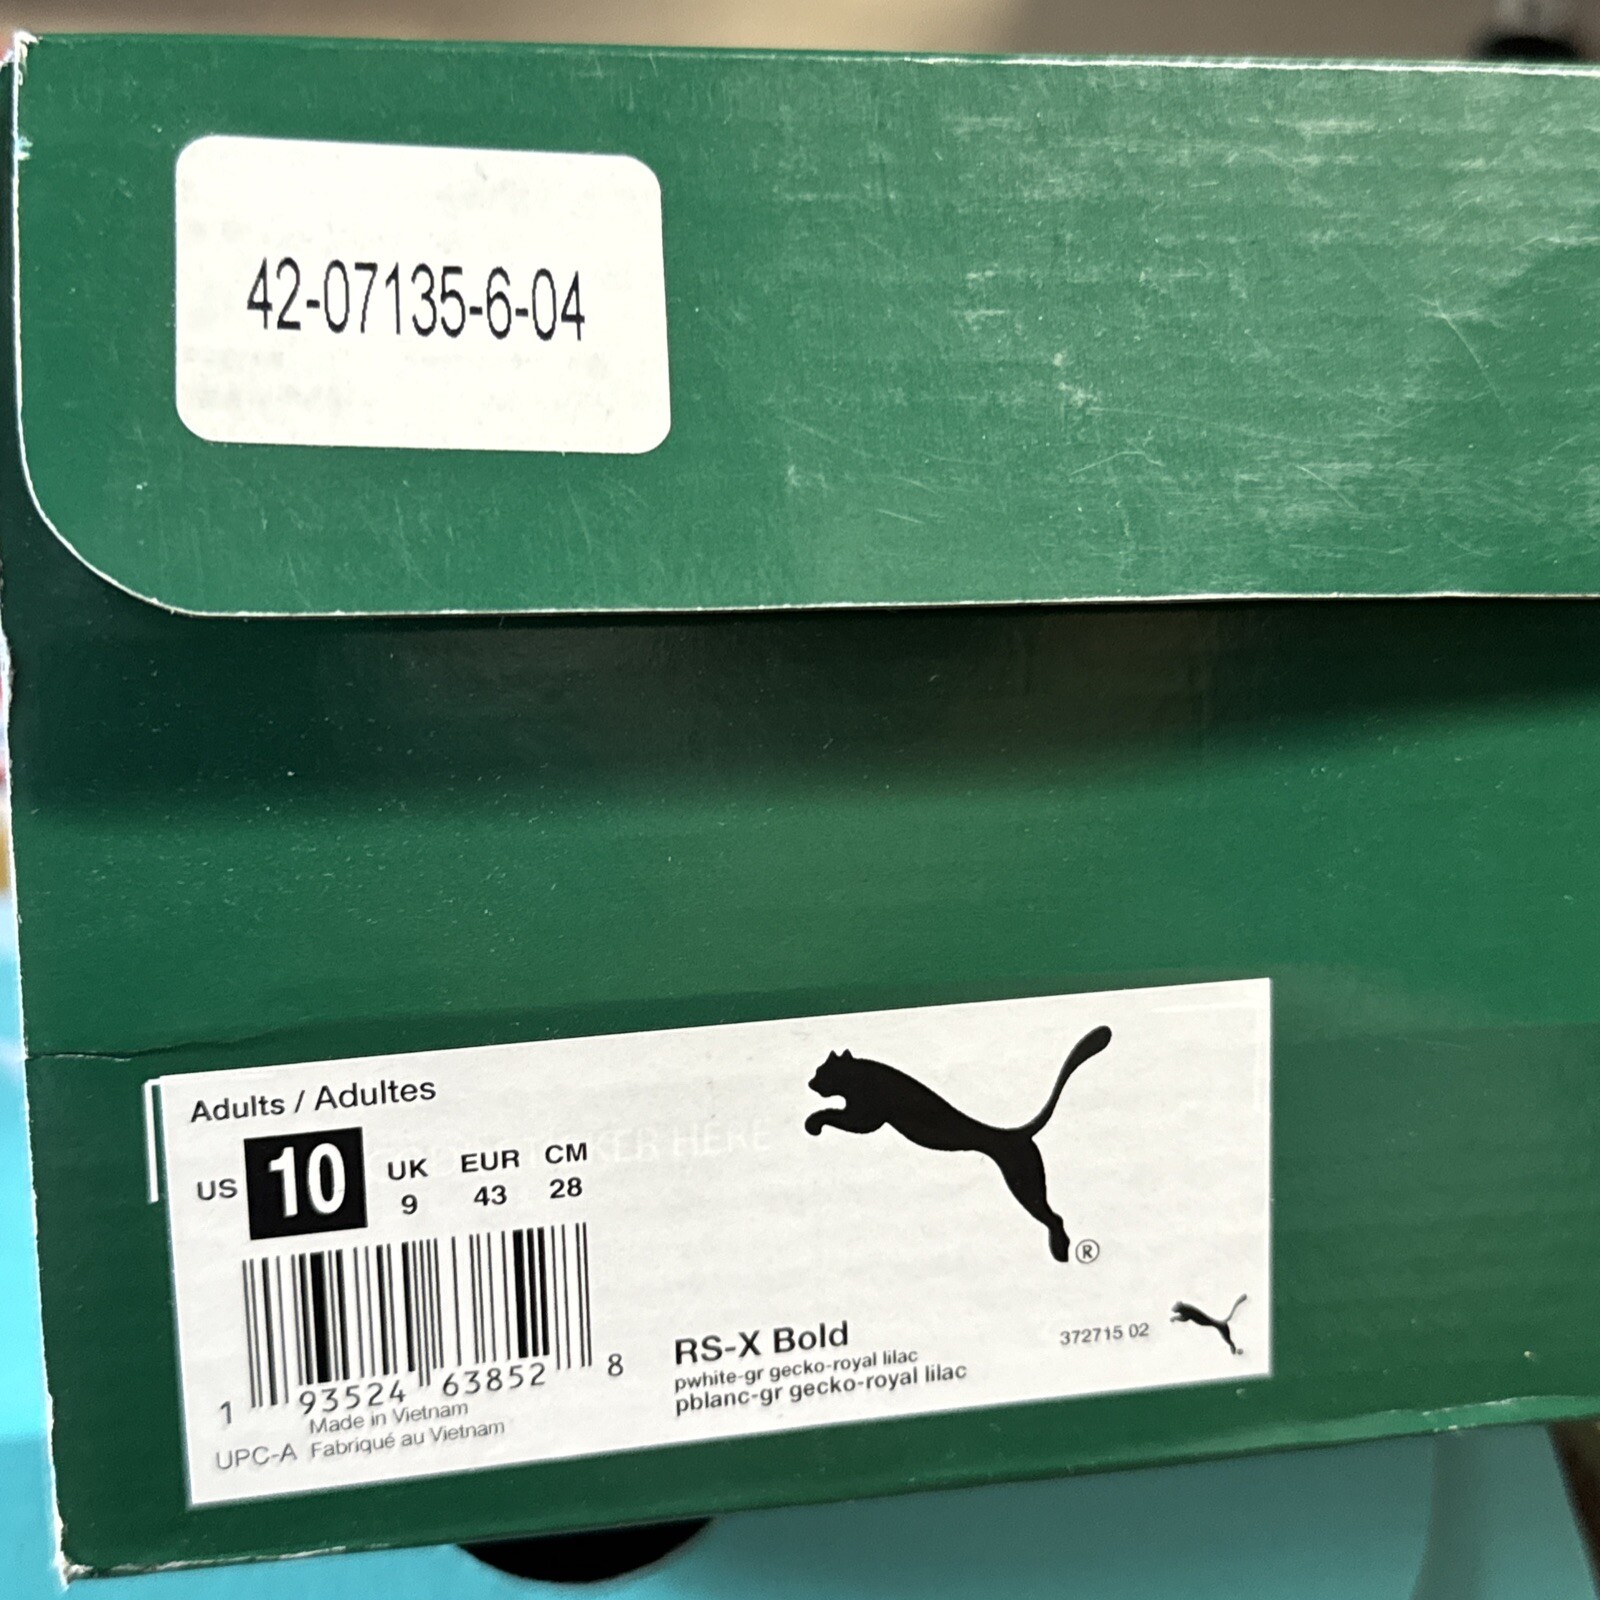 42-07135-6-04
Adults / Adultes
US 10 UK 9 EUR 43 CM 28
1 93524 63852 8
Made in Vietnam
UPC-A Fabriqué au Vietnam
®
RS-X Bold
pwhite-gr gecko-royal lilac
pblanc-gr gecko-royal lilac
372715 02
KER HERE